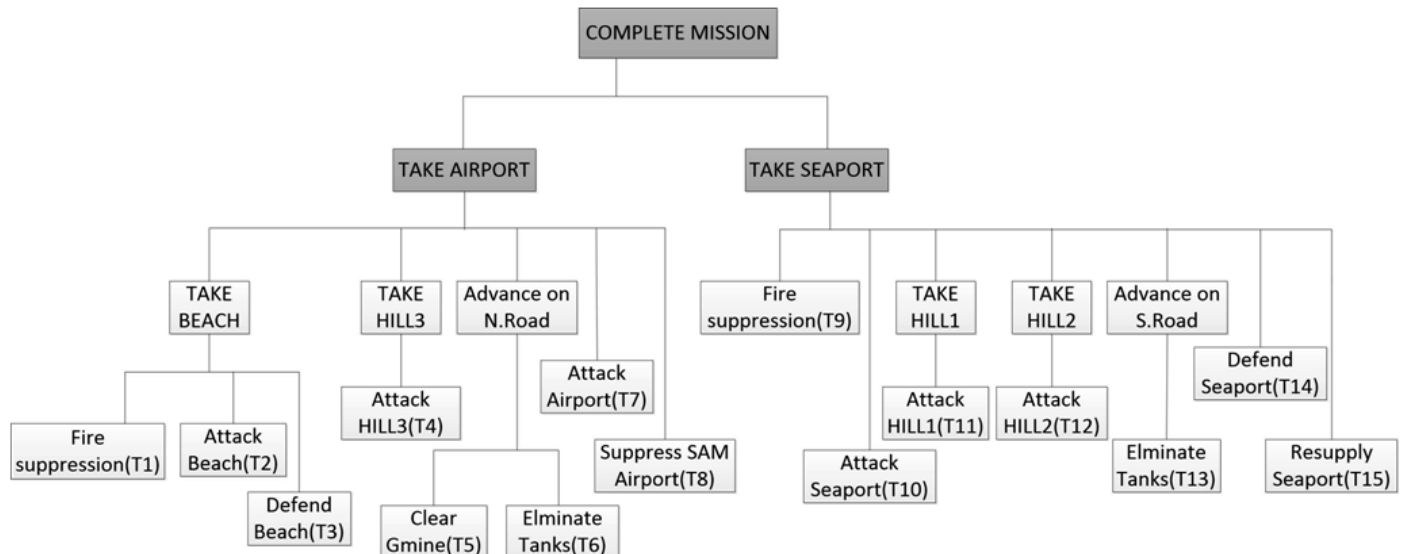 COMPLETE MISSION
TAKE AIRPORT
TAKE SEAPORT
TAKE
BEACH
TAKE
HILL3
Advance on
N.Road
Fire
suppression(T9)
TAKE
HILL1
TAKE
HILL2
Advance on
S.Road
Attack
Airport(T7)
Defend
Seaport(T14)
Attack
HILL3(T4)
Attack
HILL1(T11)
Attack
HILL2(T12)
Fire
suppression(T1)
Attack
Beach(T2)
Suppress SAM
Airport(T8)
Attack
Seaport(T10)
Elminate
Tanks(T13)
Resupply
Seaport(T15)
Defend
Beach(T3)
Clear
Gmine(T5)
Elminate
Tanks(T6)